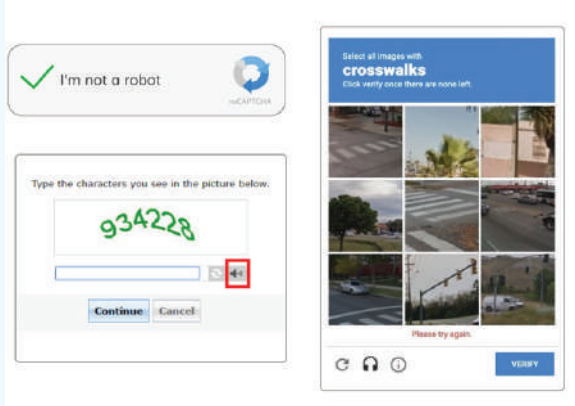 I'm not a robot
reCAPTCHA
Type the characters you see in the picture below.
934228
Continue Cancel
Select all images with
crosswalks
Click verify once there are none left.
Please try again.
VERIFY